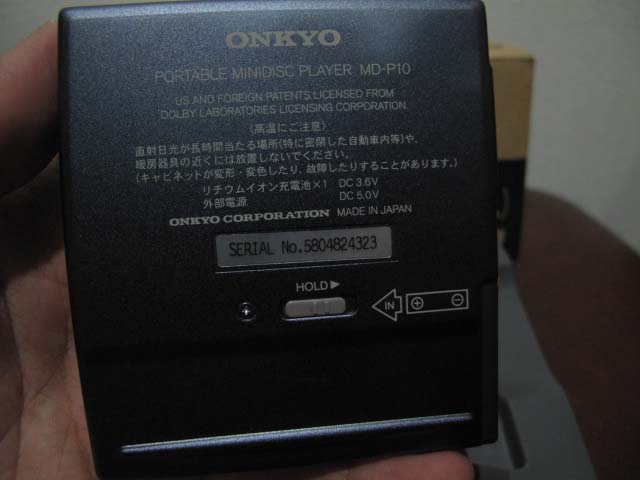 ONKYO
PORTABLE MINIDISC PLAYER MD-P10
US AND FOREIGN PATENTS LICENSED FROM
DOLBY LABORATORIES LICENSING CORPORATION.
〈高温にご注意〉
直射日光が長時間当たる場所(特に密閉した自動車内等)や、
暖房器具の近くには放置しないでください。
(キャビネットが変形・変色したり、故障したりすることがあります。)
リチウムイオン充電池×1 DC 3.6V
外部電源 DC 5.0V
ONKYO CORPORATION MADE IN JAPAN
SERIAL No.5804824323
HOLD▶
IN ⊕ ⊖